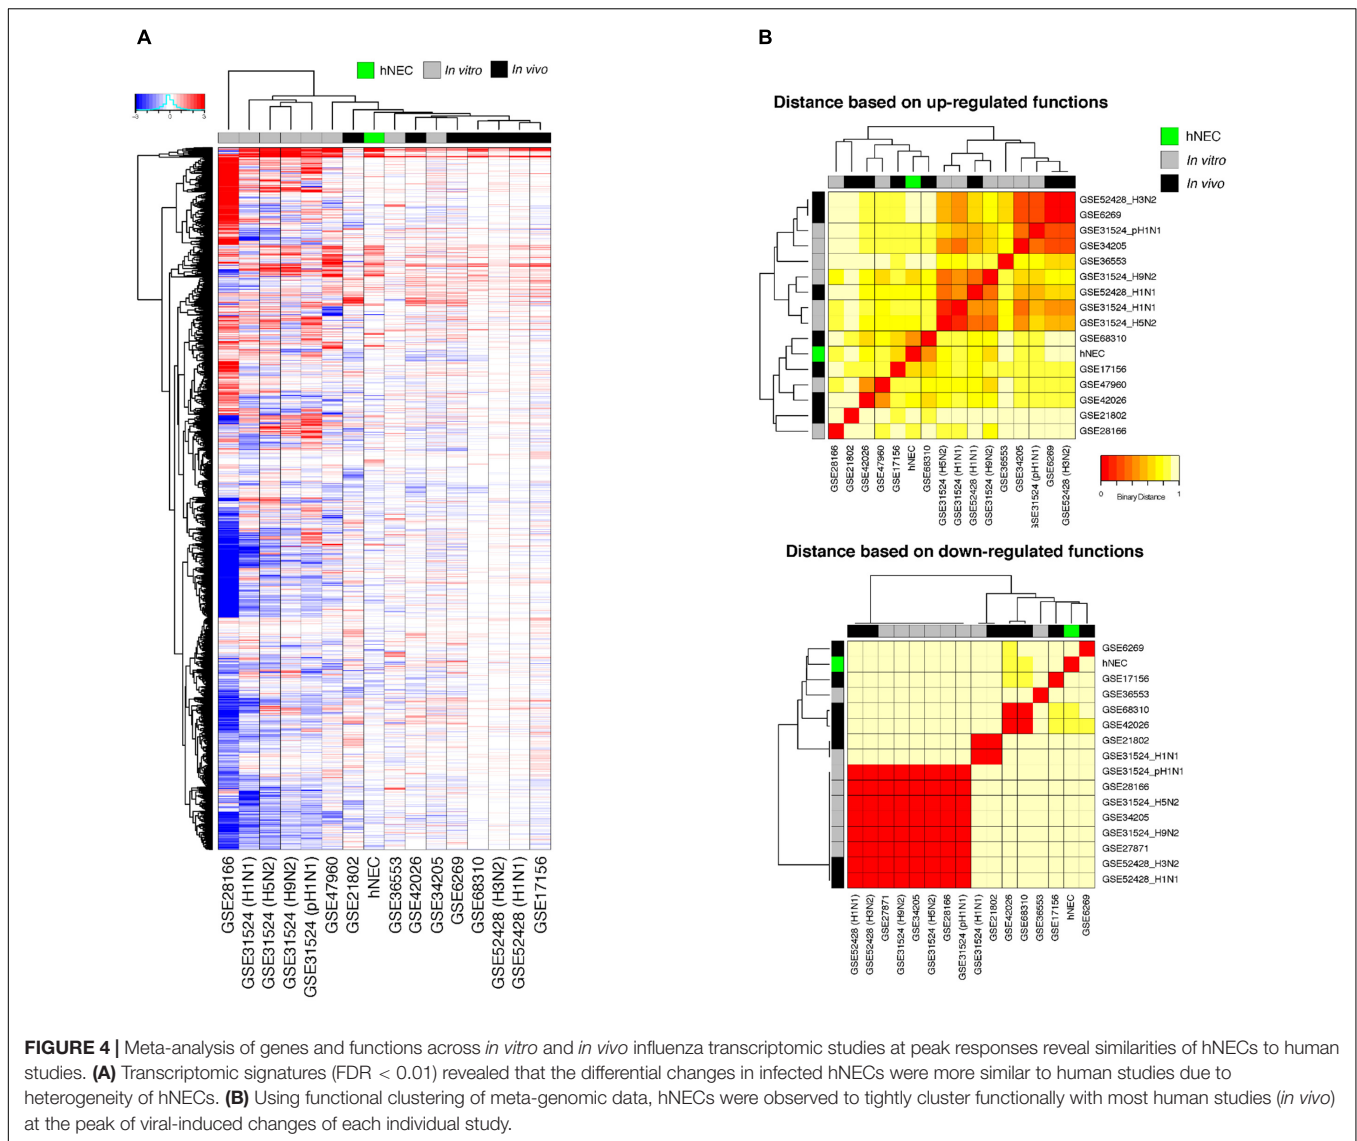 A
hNEC
In vitro
In vivo
-3
0
3
GSE28166
GSE31524 (H1N1)
GSE31524 (H5N2)
GSE31524 (H9N2)
GSE31524 (pH1N1)
GSE47960
GSE21802
hNEC
GSE36553
GSE42026
GSE34205
GSE6269
GSE68310
GSE52428 (H3N2)
GSE52428 (H1N1)
GSE17156
B
Distance based on up-regulated functions
hNEC
In vitro
In vivo
GSE52428_H3N2
GSE6269
GSE31524_pH1N1
GSE34205
GSE36553
GSE31524_H9N2
GSE52428_H1N1
GSE31524_H1N1
GSE31524_H5N2
GSE68310
hNEC
GSE17156
GSE47960
GSE42026
GSE21802
GSE28166
GSE28166
GSE21802
GSE42026
GSE47960
GSE17156
hNEC
GSE68310
GSE31524 (H5N2)
GSE31524 (H1N1)
GSE52428 (H1N1)
GSE31524 (H9N2)
GSE36553
GSE34205
GSE31524 (pH1N1)
GSE6269
GSE52428 (H3N2)
0
1
Binary Distance
Distance based on down-regulated functions
GSE6269
hNEC
GSE17156
GSE36553
GSE68310
GSE42026
GSE21802
GSE31524_H1N1
GSE31524_pH1N1
GSE28166
GSE31524_H5N2
GSE34205
GSE31524_H9N2
GSE27871
GSE52428_H3N2
GSE52428_H1N1
GSE52428 (H1N1)
GSE52428 (H3N2)
GSE27871
GSE31524 (H9N2)
GSE34205
GSE31524 (H5N2)
GSE28166
GSE31524 (pH1N1)
GSE31524 (H1N1)
GSE21802
GSE42026
GSE68310
GSE36553
GSE17156
hNEC
GSE6269
FIGURE 4 | Meta-analysis of genes and functions across in vitro and in vivo influenza transcriptomic studies at peak responses reveal similarities of hNECs to human
studies. (A) Transcriptomic signatures (FDR < 0.01) revealed that the differential changes in infected hNECs were more similar to human studies due to
heterogeneity of hNECs. (B) Using functional clustering of meta-genomic data, hNECs were observed to tightly cluster functionally with most human studies (in vivo)
at the peak of viral-induced changes of each individual study.